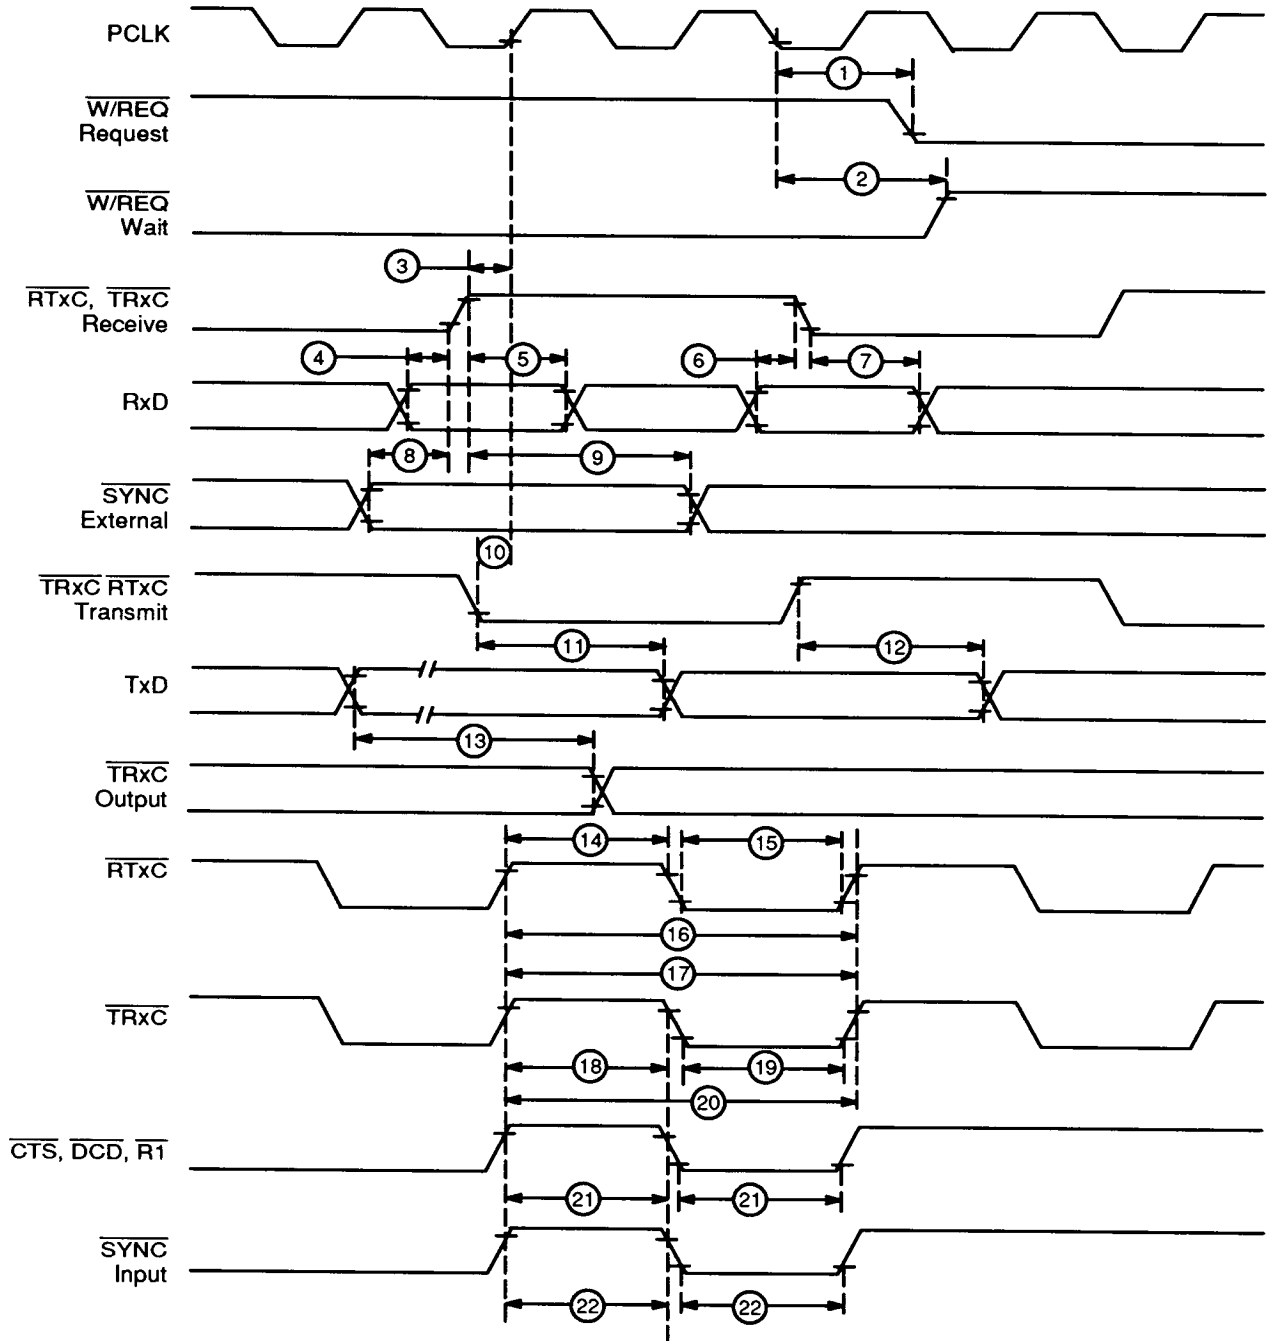 PCLK
1
W/REQ
Request
2
W/REQ
Wait
3
RTxC, TRxC
Receive
4
5
6
7
RxD
8
9
SYNC
External
10
TRxC RTxC
Transmit
11
12
TxD
13
TRxC
Output
14
15
RTxC
16
17
TRxC
18
19
20
CTS, DCD, R1
21
21
SYNC
Input
22
22